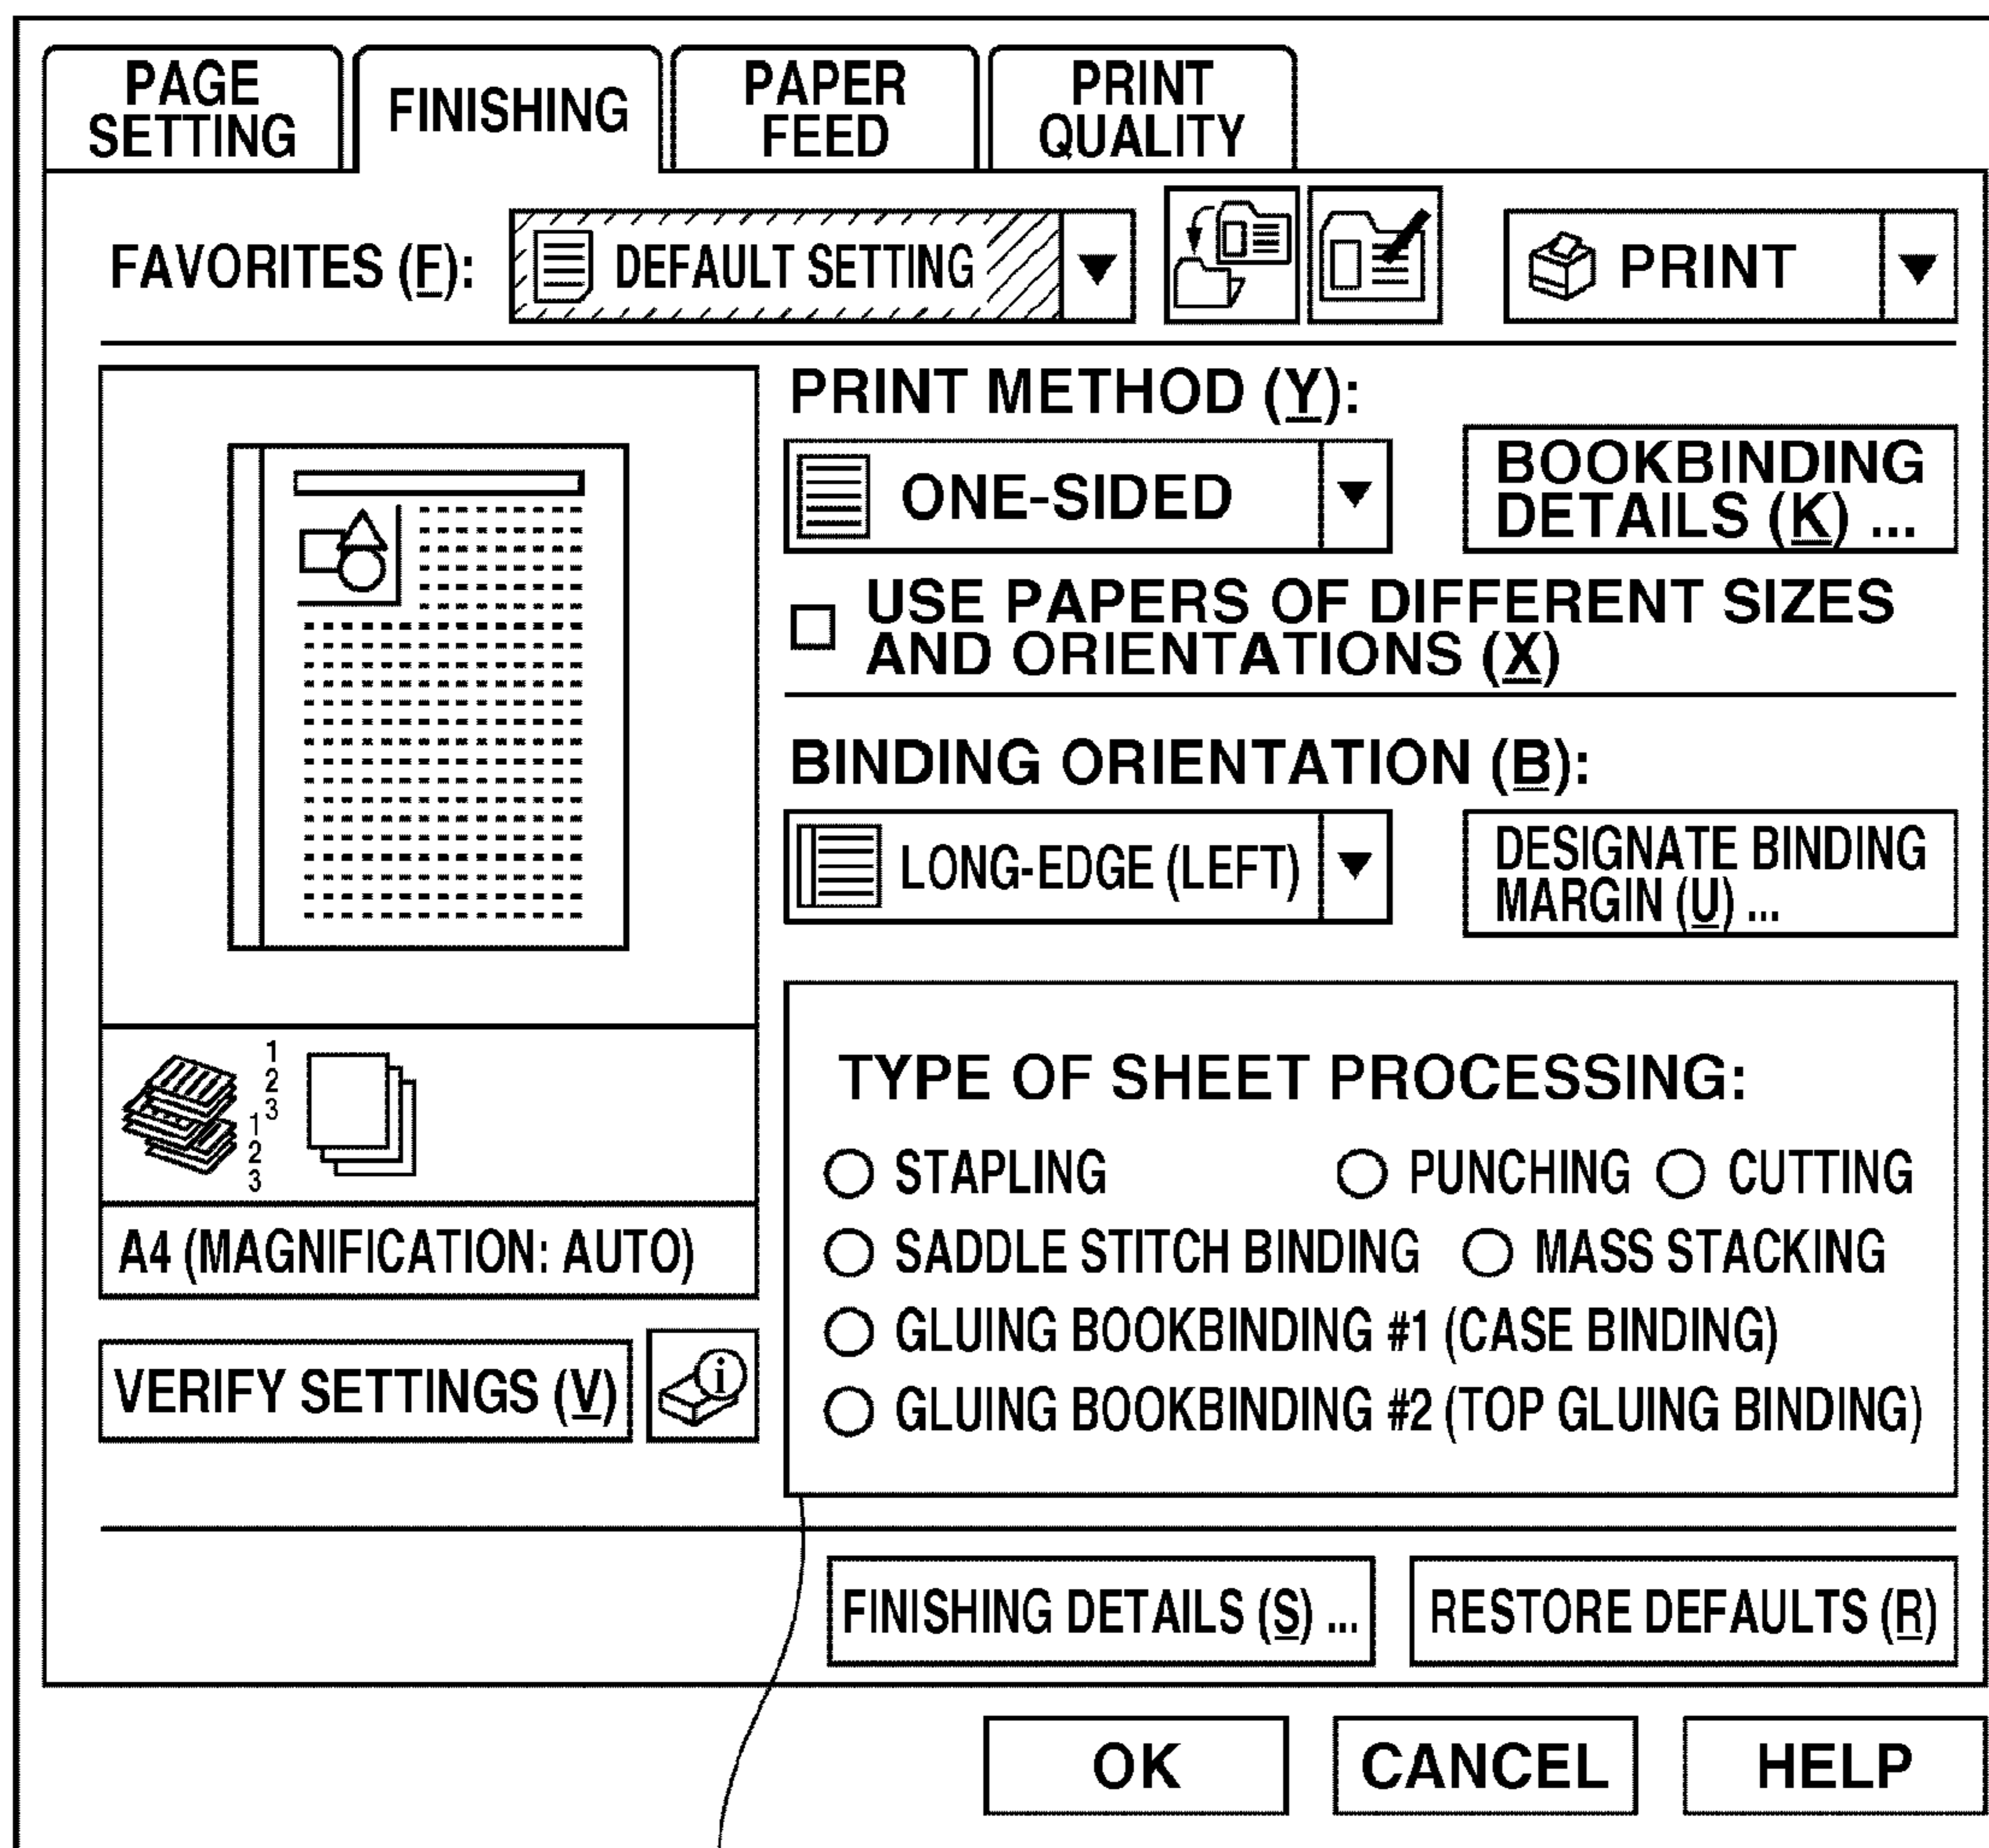 PAGE
SETTING
FINISHING
PAPER
FEED
PRINT
QUALITY
FAVORITES (F):
DEFAULT SETTING
PRINT
PRINT METHOD (Y):
ONE-SIDED
BOOKBINDING
DETAILS (K) ...
USE PAPERS OF DIFFERENT SIZES
AND ORIENTATIONS (X)
BINDING ORIENTATION (B):
LONG-EDGE (LEFT)
DESIGNATE BINDING
MARGIN (U) ...
1
2
3
1
2
3
A4 (MAGNIFICATION: AUTO)
VERIFY SETTINGS (V)
i
TYPE OF SHEET PROCESSING:
STAPLING PUNCHING CUTTING
SADDLE STITCH BINDING MASS STACKING
GLUING BOOKBINDING #1 (CASE BINDING)
GLUING BOOKBINDING #2 (TOP GLUING BINDING)
FINISHING DETAILS (S) ...
RESTORE DEFAULTS (R)
OK
CANCEL
HELP